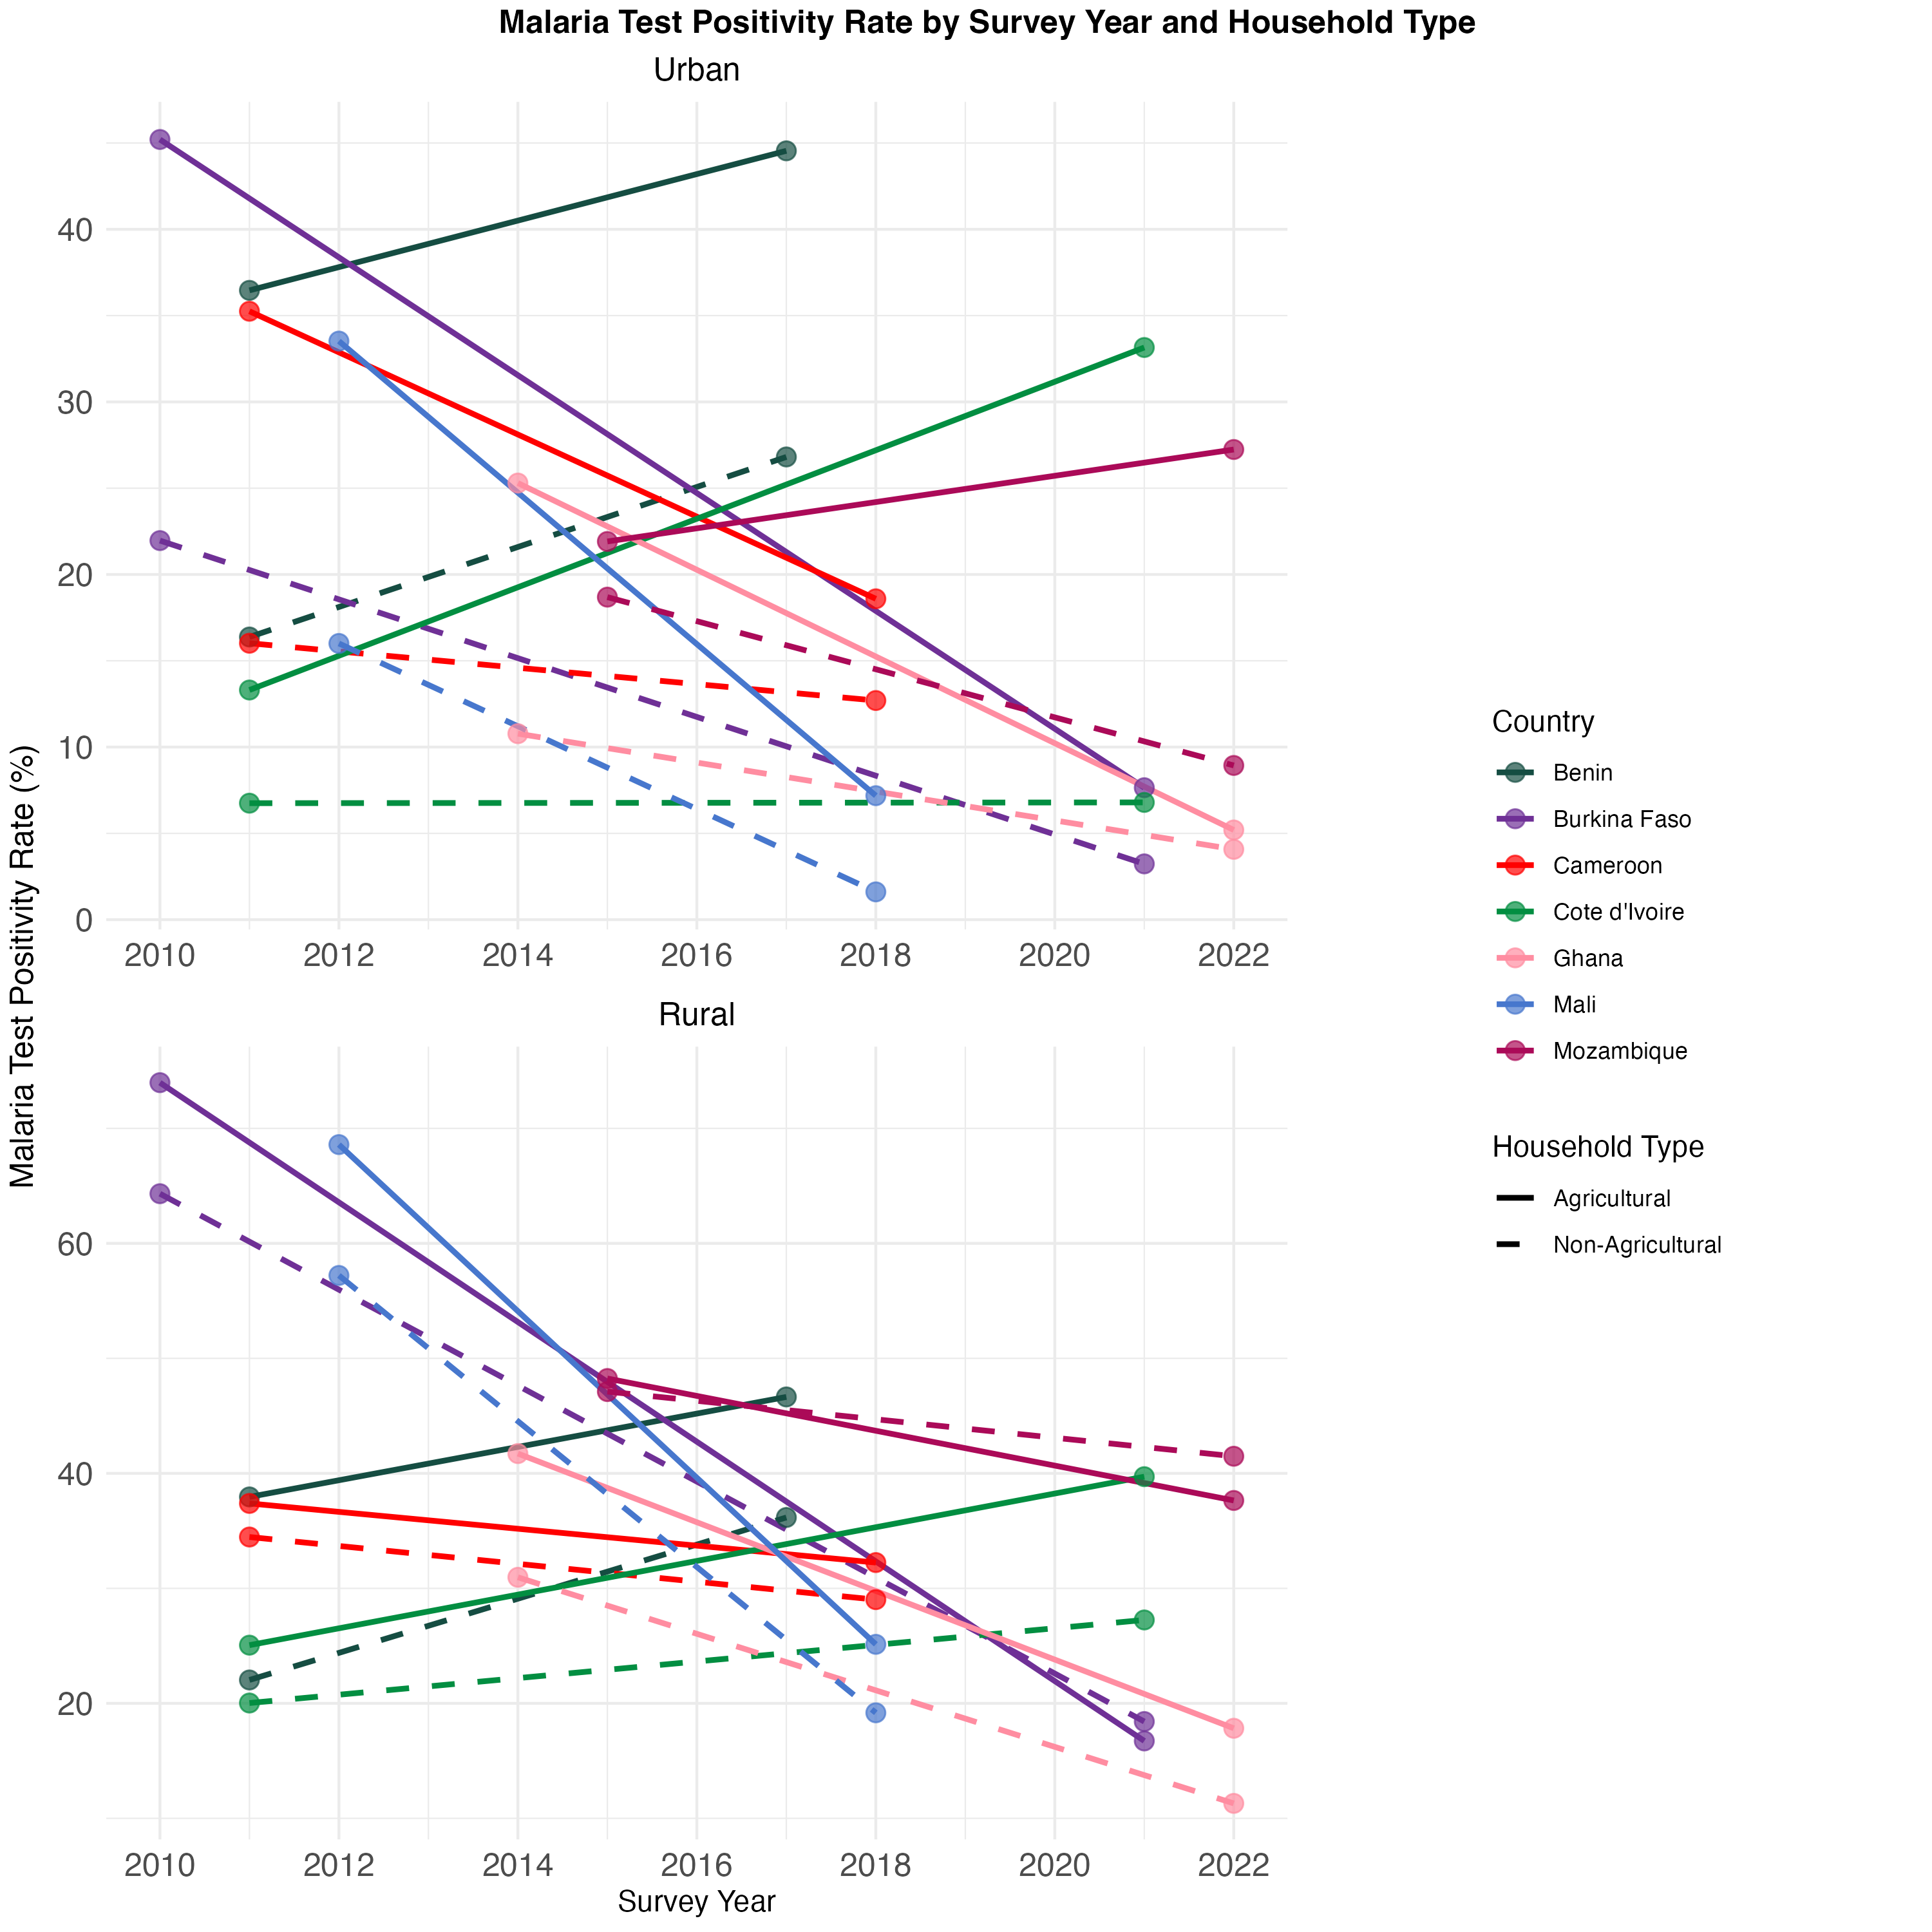 Malaria Test Positivity Rate by Survey Year and Household Type
Urban
40
30
20
10
0
2010 2012 2014 2016 2018 2020 2022
Malaria Test Positivity Rate (%)
Rural
60
40
20
2010 2012 2014 2016 2018 2020 2022
Survey Year
Country
Benin
Burkina Faso
Cameroon
Cote d'Ivoire
Ghana
Mali
Mozambique
Household Type
Agricultural
Non-Agricultural